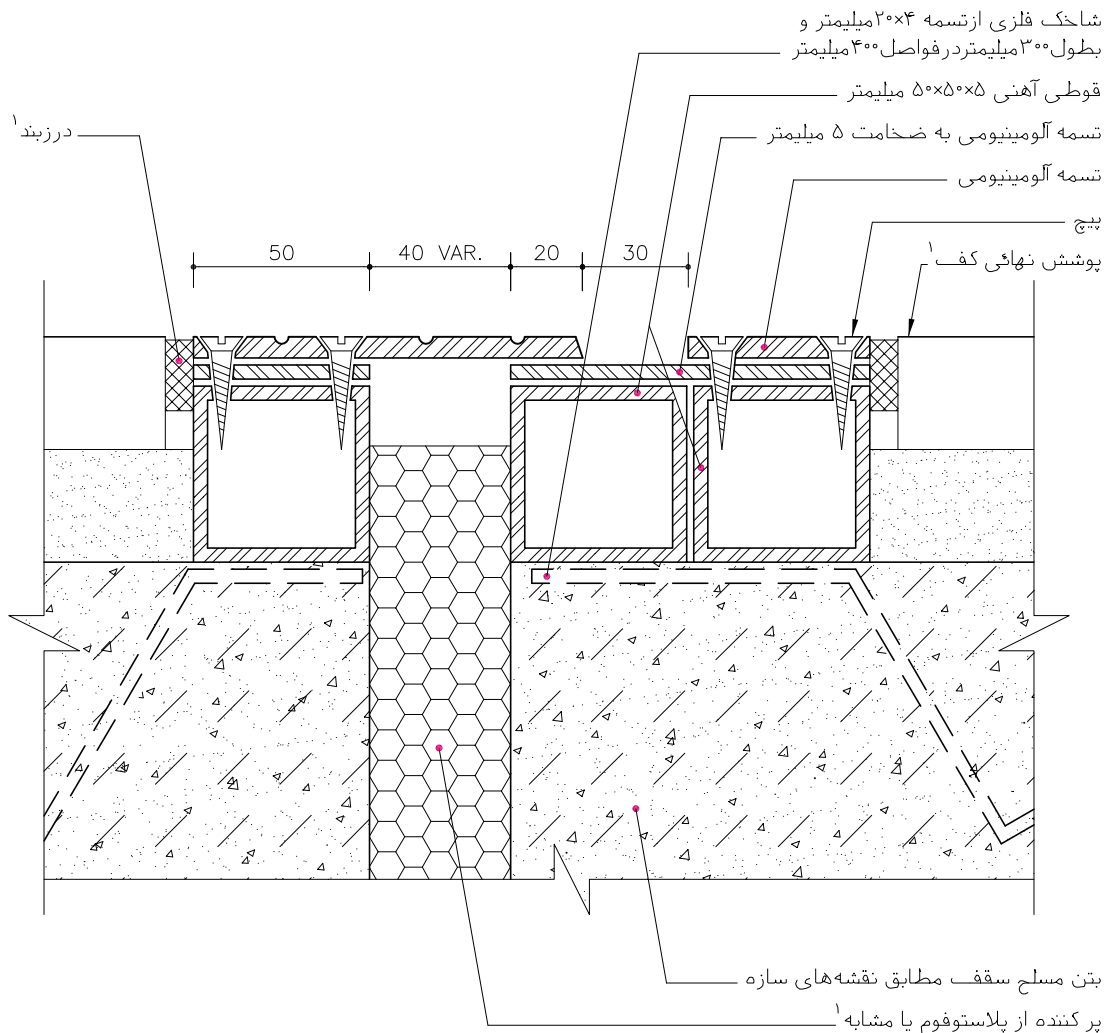 شاخک فلزی ازتسمه ۴×۲۰میلیمتر و
بطول۳۰۰میلیمتردرفواصل۴۰۰میلیمتر
قوطی آهنی ۵×۵۰×۵۰ میلیمتر
درزبند۱
تسمه آلومینیومی به ضخامت ۵ میلیمتر
تسمه آلومینیومی
پیچ
پوشش نهائی کف۱
50
40 VAR.
20
30
بتن مسلح سقف مطابق نقشه‌های سازه
پر کننده از پلاستوفوم یا مشابه۱